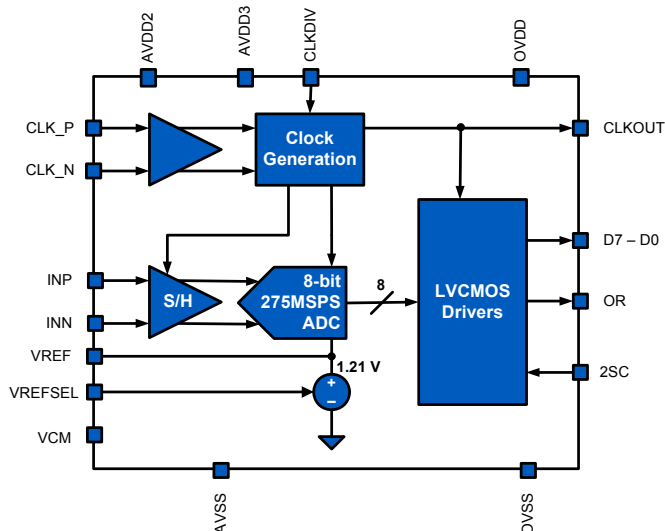 AVDD2
AVDD3
CLKDIV
OVDD
CLK_P
CLK_N
Clock
Generation
CLKOUT
INP
INN
S/H
8-bit
275MSPS
ADC
8
LVCMOS
Drivers
D7 – D0
OR
2SC
VREF
1.21 V
+
–
VREFSEL
VCM
AVSS
OVSS